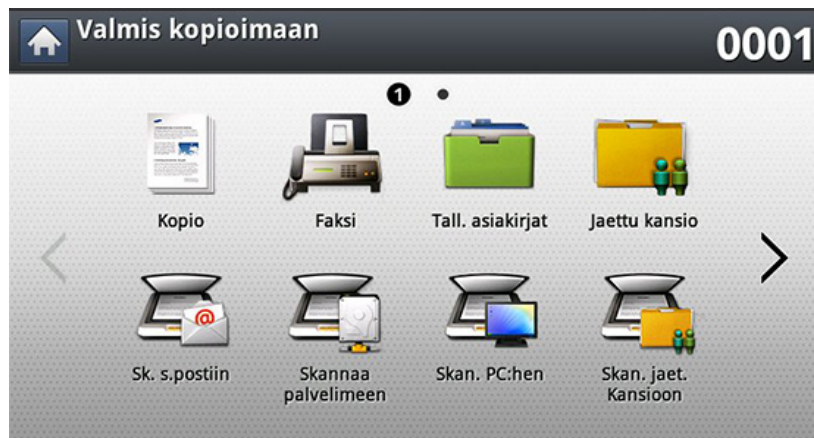 Valmis kopioimaan
0001
1
Kopio
Faksi
Tall. asiakirjat
Jaettu kansio
@
Sk. s.postiin
Skannaa
palvelimeen
Skan. PC:hen
Skan. jaet.
Kansioon